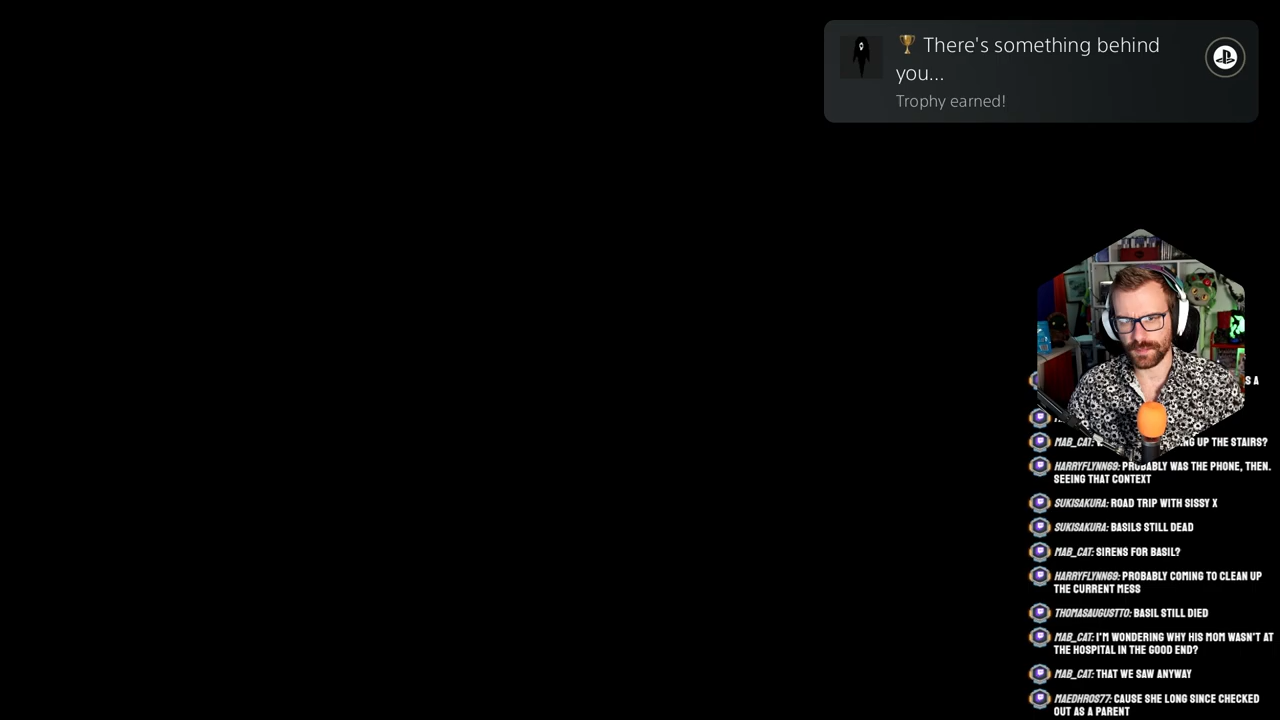 There's something behind
you...
Trophy earned!
S A
MAB_CAT: UP THE STAIRS?
HARRYFLYNN69: PROBABLY WAS THE PHONE, THEN.
SEEING THAT CONTEXT
SUKISAKURA: ROAD TRIP WITH SISSY X
SUKISAKURA: BASILS STILL DEAD
MAB_CAT: SIRENS FOR BASIL?
HARRYFLYNN69: PROBABLY COMING TO CLEAN UP
THE CURRENT MESS
THOMASAUGUSTTO: BASIL STILL DIED
MAB_CAT: I'M WONDERING WHY HIS MOM WASN'T AT
THE HOSPITAL IN THE GOOD END?
MAB_CAT: THAT WE SAW ANYWAY
MAEDHROS77: CAUSE SHE LONG SINCE CHECKED
OUT AS A PARENT